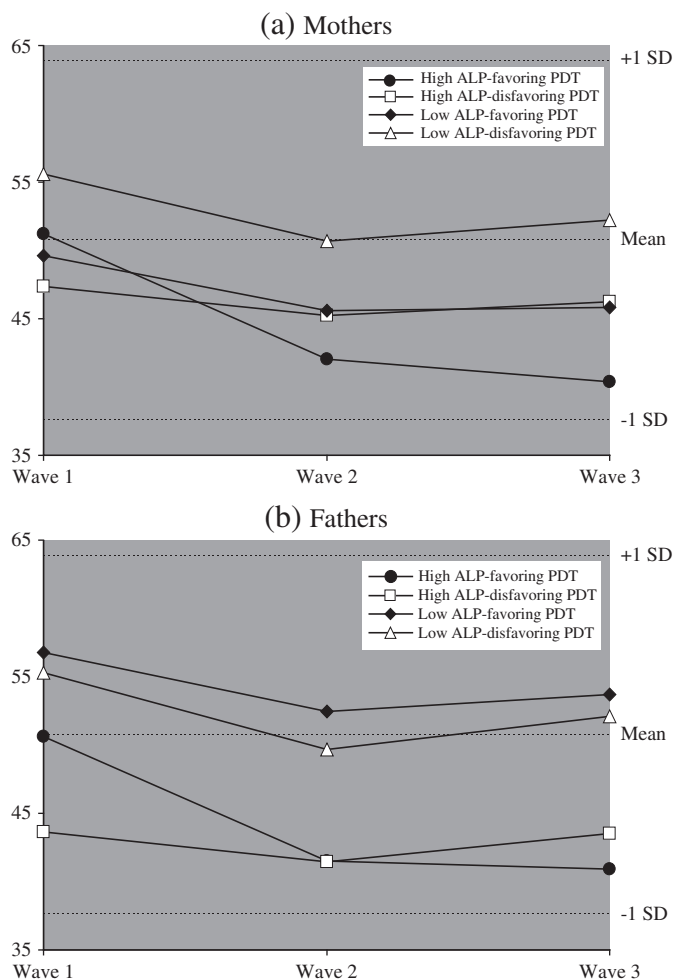 (a) Mothers
65
+1 SD
High ALP-favoring PDT
High ALP-disfavoring PDT
Low ALP-favoring PDT
Low ALP-disfavoring PDT
55
Mean
45
-1 SD
35
Wave 1 Wave 2 Wave 3
(b) Fathers
65
+1 SD
High ALP-favoring PDT
High ALP-disfavoring PDT
Low ALP-favoring PDT
Low ALP-disfavoring PDT
55
Mean
45
-1 SD
35
Wave 1 Wave 2 Wave 3